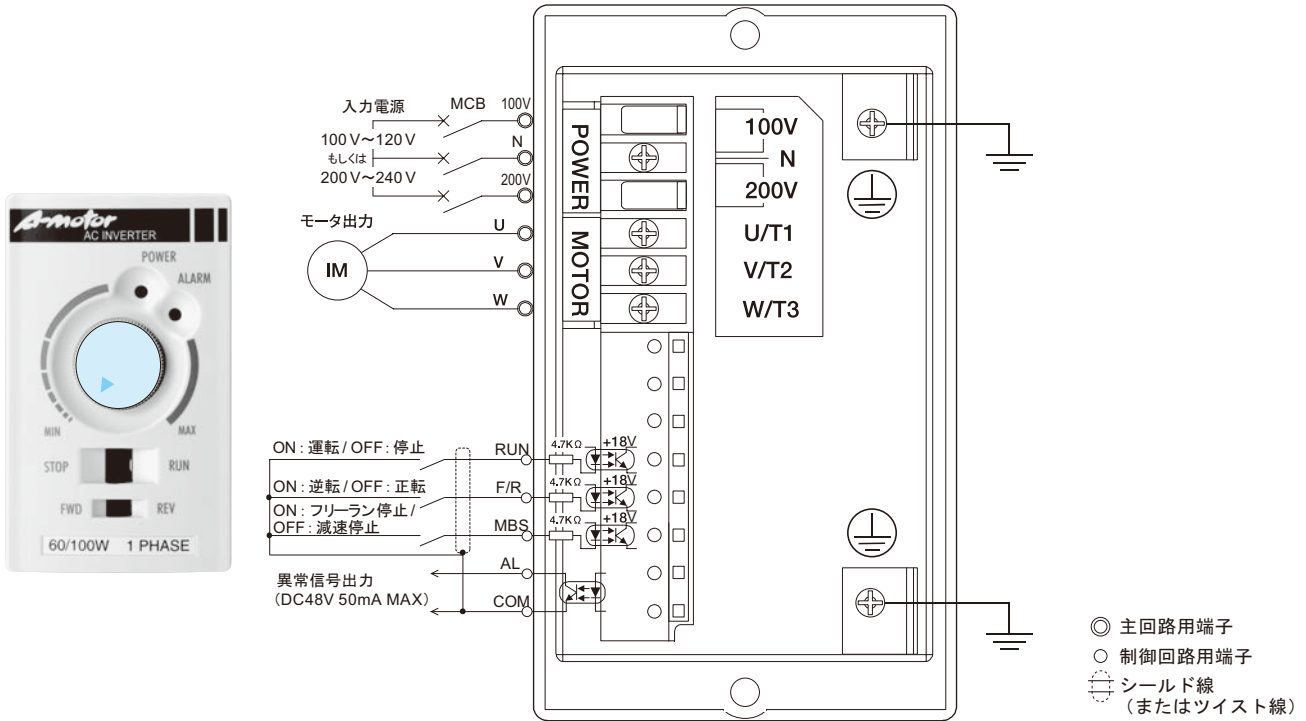 A-motor
AC INVERTER
POWER
ALARM
MIN
MAX
STOP
RUN
FWD
REV
60/100W 1 PHASE
入力電源
MCB
100V
100V～120V
もしくは
N
200V～240V
200V
モータ出力
IM
U
V
W
POWER
MOTOR
100V
N
200V
U/T1
V/T2
W/T3
ON：運転/OFF：停止
RUN
4.7KΩ
+18V
ON：逆転/OFF：正転
F/R
4.7KΩ
+18V
ON：フリーラン停止/
OFF：減速停止
MBS
4.7KΩ
+18V
AL
異常信号出力
（DC48V 50mA MAX）
COM
主回路用端子
制御回路用端子
シールド線
（またはツイスト線）